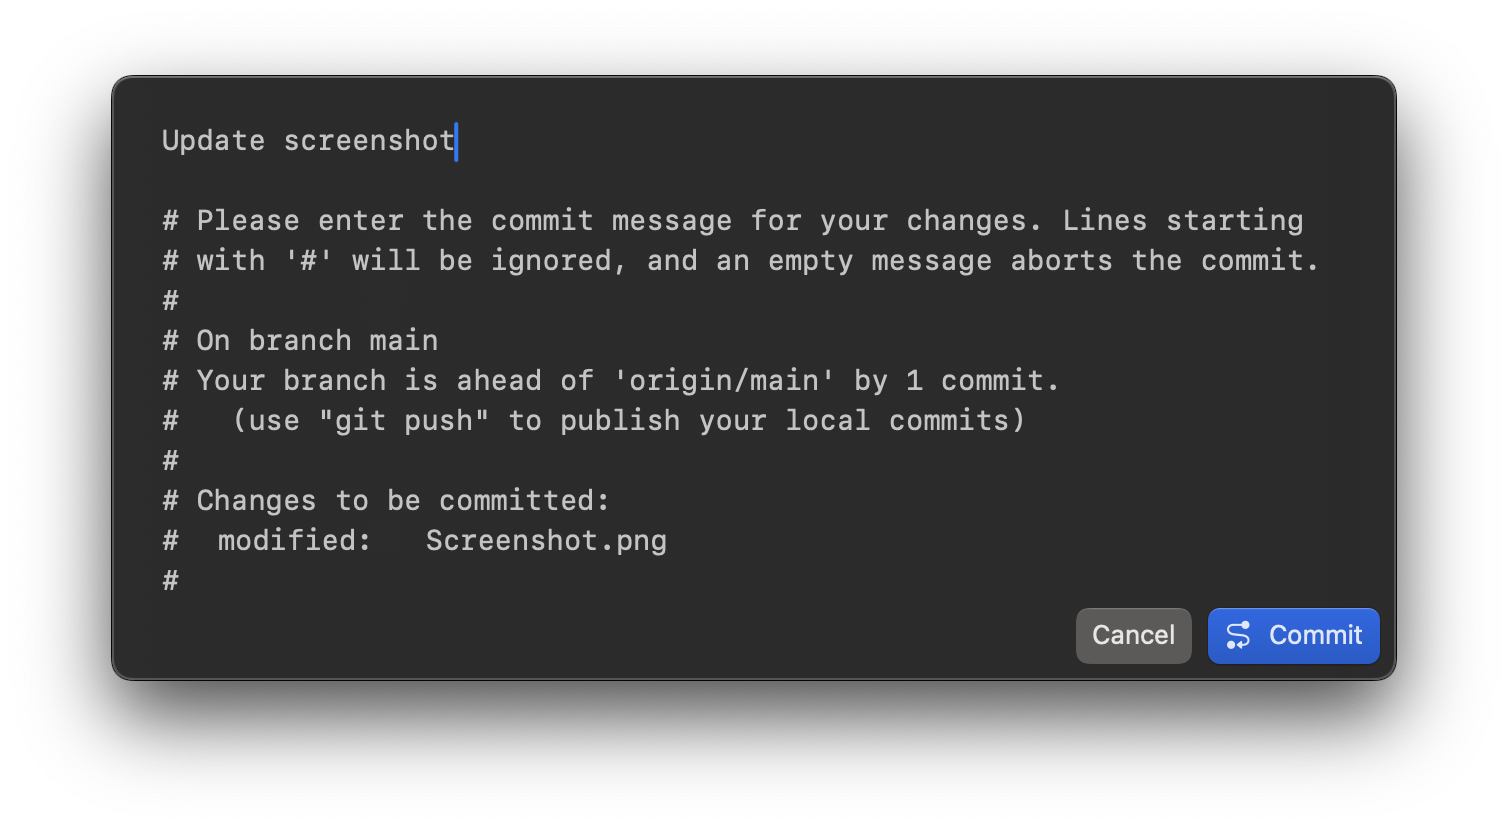 Update screenshot

# Please enter the commit message for your changes. Lines starting
# with '#' will be ignored, and an empty message aborts the commit.
#
# On branch main
# Your branch is ahead of 'origin/main' by 1 commit.
#   (use "git push" to publish your local commits)
#
# Changes to be committed:
#  modified:   Screenshot.png
#
Cancel
Commit